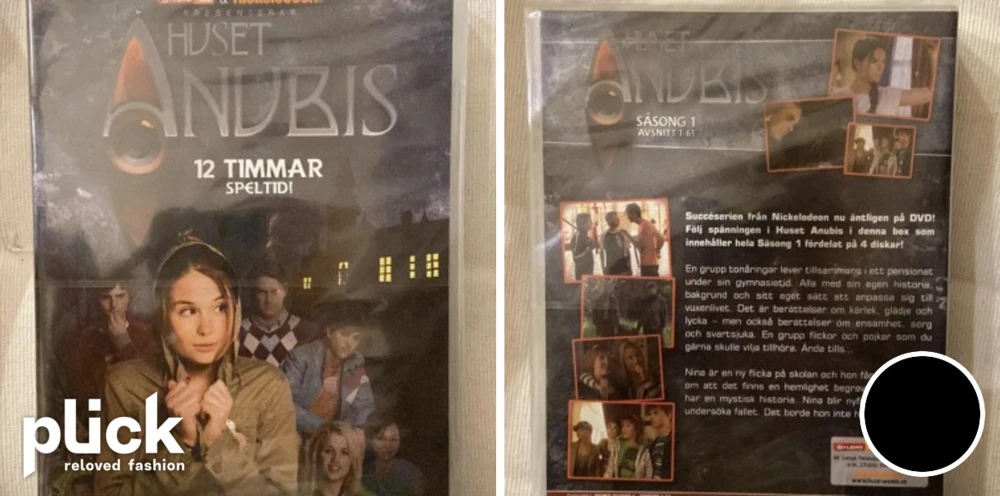 & nickelodeon
PRESENTERAR
HUSET
ANUBIS
12 TIMMAR
SPELTID!
plick
reloved fashion
HUSET
ANUBIS
SÄSONG 1
AVSNITT 1-61
Succéserien från Nickelodeon nu äntligen på DVD!
Följ spänningen i Huset Anubis i denna box som
innehåller hela Säsong 1 fördelat på 4 diskar!
En grupp tonåringar lever tillsammans i ett pensionat
under sin gymnasietid. Alla med sin egen historia,
bakgrund och sitt eget sätt att anpassa sig till
vuxenlivet. Det är berättelser om kärlek, glädje och
lycka – men också berättelser om ensamhet, sorg
och svartsjuka. En grupp flickor och pojkar som du
gärna skulle vilja tillhöra. Ända tills...
Nina är en ny flicka på skolan och hon får
om att det finns en hemlighet begrav
har en mystisk historia. Nina blir nyf
undersöka fallet. Det borde hon inte h
STUDIO